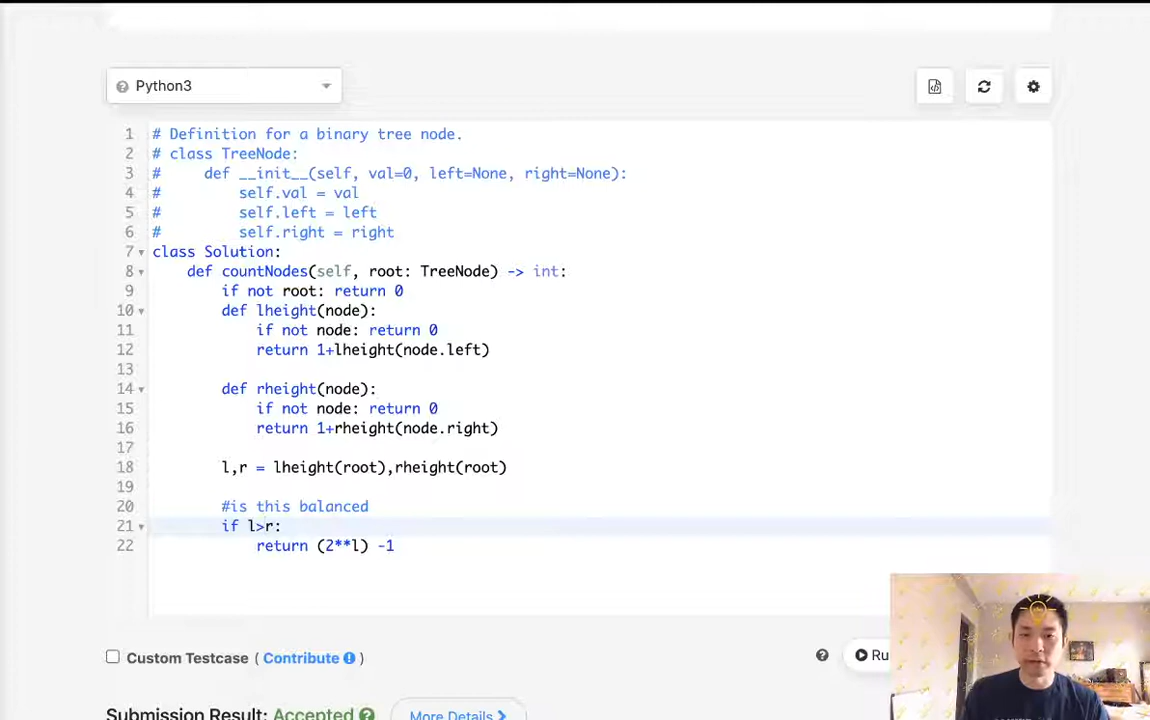 Python3
1 # Definition for a binary tree node.
2 # class TreeNode:
3 #     def __init__(self, val=0, left=None, right=None):
4 #         self.val = val
5 #         self.left = left
6 #         self.right = right
7 class Solution:
8     def countNodes(self, root: TreeNode) -> int:
9         if not root: return 0
10         def lheight(node):
11             if not node: return 0
12             return 1+lheight(node.left)
13
14         def rheight(node):
15             if not node: return 0
16             return 1+rheight(node.right)
17
18         l,r = lheight(root),rheight(root)
19
20         #is this balanced
21         if l>r:
22             return (2**l) -1
Custom Testcase ( Contribute )
Ru
Submission Result: Accepted More Details